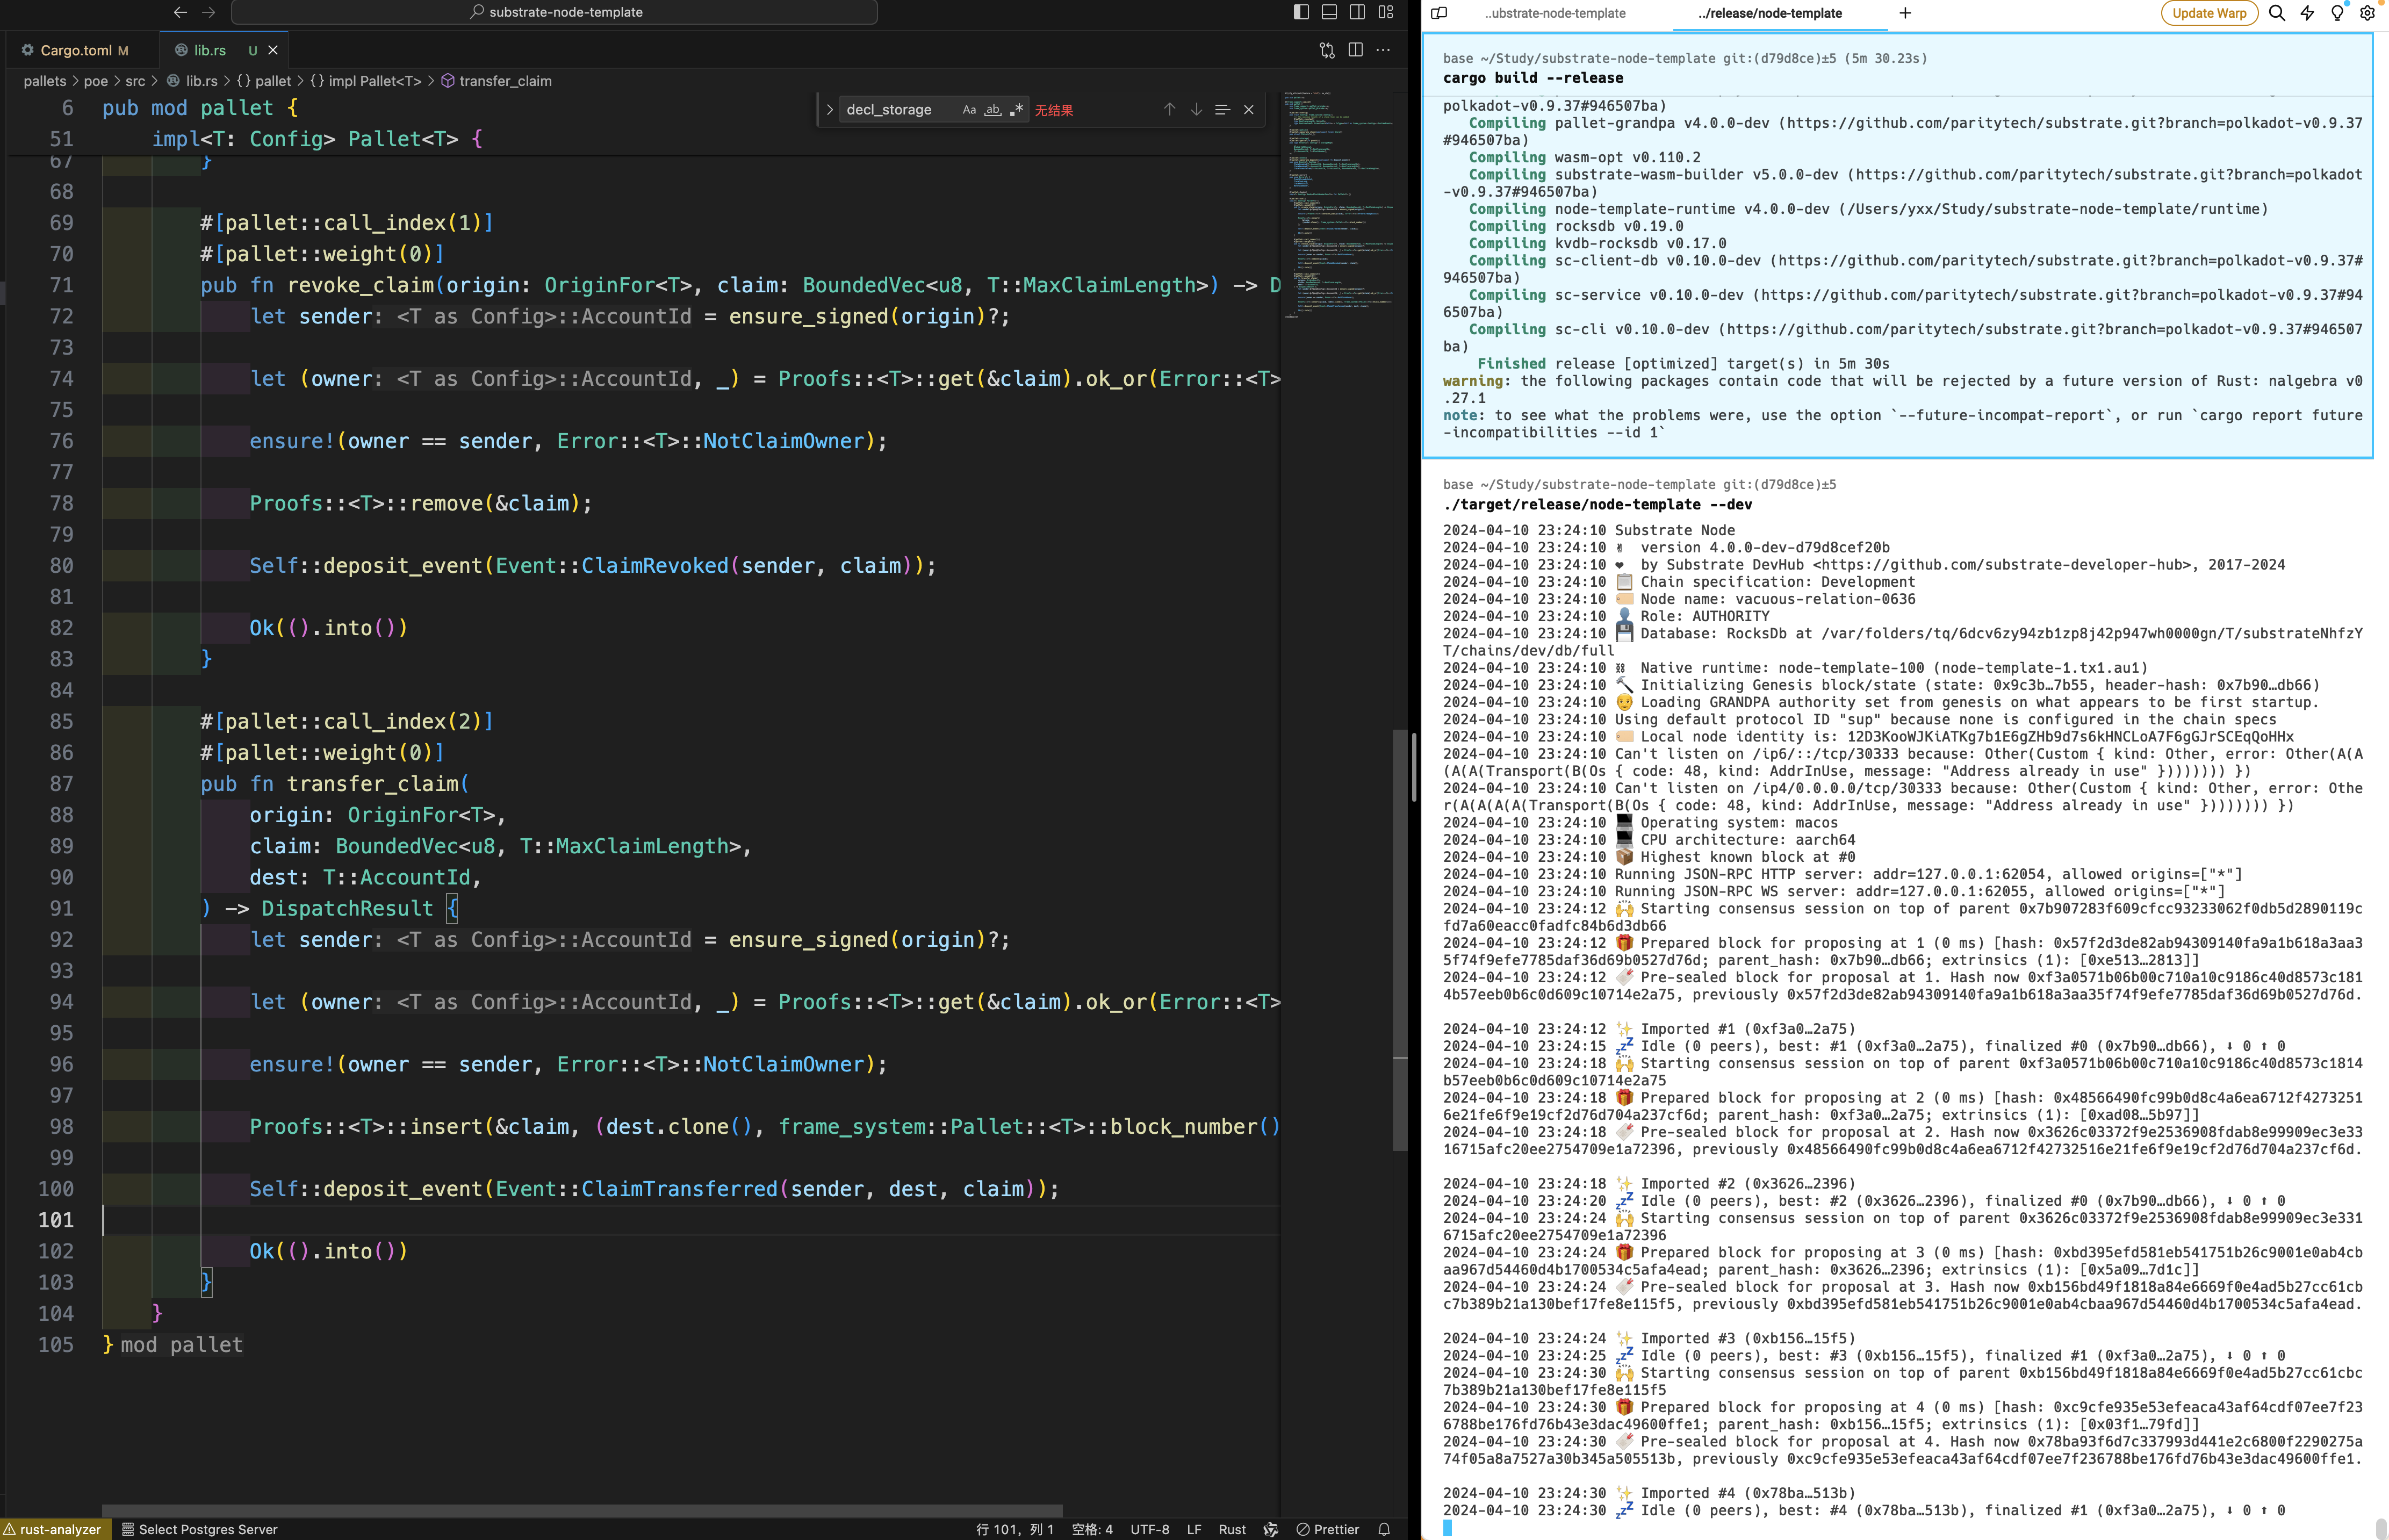 substrate-node-template
Cargo.toml M
lib.rs U
pallets > poe > src > lib.rs > {} pallet > {} impl Pallet<T> > transfer_claim
decl_storage
Aa ab .* 无结果
6 pub mod pallet {
51 impl<T: Config> Pallet<T> {
67 }
68
69 #[pallet::call_index(1)]
70 #[pallet::weight(0)]
71 pub fn revoke_claim(origin: OriginFor<T>, claim: BoundedVec<u8, T::MaxClaimLength>) -> D
72 let sender: <T as Config>::AccountId = ensure_signed(origin)?;
73
74 let (owner: <T as Config>::AccountId, _) = Proofs::<T>::get(&claim).ok_or(Error::<T>
75
76 ensure!(owner == sender, Error::<T>::NotClaimOwner);
77
78 Proofs::<T>::remove(&claim);
79
80 Self::deposit_event(Event::ClaimRevoked(sender, claim));
81
82 Ok(().into())
83 }
84
85 #[pallet::call_index(2)]
86 #[pallet::weight(0)]
87 pub fn transfer_claim(
88 origin: OriginFor<T>,
89 claim: BoundedVec<u8, T::MaxClaimLength>,
90 dest: T::AccountId,
91 ) -> DispatchResult {
92 let sender: <T as Config>::AccountId = ensure_signed(origin)?;
93
94 let (owner: <T as Config>::AccountId, _) = Proofs::<T>::get(&claim).ok_or(Error::<T>
95
96 ensure!(owner == sender, Error::<T>::NotClaimOwner);
97
98 Proofs::<T>::insert(&claim, (dest.clone(), frame_system::Pallet::<T>::block_number()
99
100 Self::deposit_event(Event::ClaimTransferred(sender, dest, claim));
101
102 Ok(().into())
103 }
104 }
105 } mod pallet
rust-analyzer
Select Postgres Server
行 101，列 1
空格: 4
UTF-8
LF
Rust
Prettier
..ubstrate-node-template
../release/node-template
Update Warp
base ~/Study/substrate-node-template git:(d79d8ce)±5 (5m 30.23s)
cargo build --release
polkadot-v0.9.37#946507ba)
Compiling pallet-grandpa v4.0.0-dev (https://github.com/paritytech/substrate.git?branch=polkadot-v0.9.37
#946507ba)
Compiling wasm-opt v0.110.2
Compiling substrate-wasm-builder v5.0.0-dev (https://github.com/paritytech/substrate.git?branch=polkadot
-v0.9.37#946507ba)
Compiling node-template-runtime v4.0.0-dev (/Users/yxx/Study/substrate-node-template/runtime)
Compiling rocksdb v0.19.0
Compiling kvdb-rocksdb v0.17.0
Compiling sc-client-db v0.10.0-dev (https://github.com/paritytech/substrate.git?branch=polkadot-v0.9.37#
946507ba)
Compiling sc-service v0.10.0-dev (https://github.com/paritytech/substrate.git?branch=polkadot-v0.9.37#94
6507ba)
Compiling sc-cli v0.10.0-dev (https://github.com/paritytech/substrate.git?branch=polkadot-v0.9.37#946507
ba)
Finished release [optimized] target(s) in 5m 30s
warning: the following packages contain code that will be rejected by a future version of Rust: nalgebra v0
.27.1
note: to see what the problems were, use the option `--future-incompat-report`, or run `cargo report future
-incompatibilities --id 1`
base ~/Study/substrate-node-template git:(d79d8ce)±5
./target/release/node-template --dev
2024-04-10 23:24:10 Substrate Node
2024-04-10 23:24:10 ✌️ version 4.0.0-dev-d79d8cef20b
2024-04-10 23:24:10 ❤️ by Substrate DevHub <https://github.com/substrate-developer-hub>, 2017-2024
2024-04-10 23:24:10 📋 Chain specification: Development
2024-04-10 23:24:10 🏷 Node name: vacuous-relation-0636
2024-04-10 23:24:10 👤 Role: AUTHORITY
2024-04-10 23:24:10 💾 Database: RocksDb at /var/folders/tq/6dcv6zy94zb1zp8j42p947wh0000gn/T/substrateNhfzY
T/chains/dev/db/full
2024-04-10 23:24:10 ⛓ Native runtime: node-template-100 (node-template-1.tx1.au1)
2024-04-10 23:24:10 🔨 Initializing Genesis block/state (state: 0x9c3b…7b55, header-hash: 0x7b90…db66)
2024-04-10 23:24:10 👴 Loading GRANDPA authority set from genesis on what appears to be first startup.
2024-04-10 23:24:10 Using default protocol ID "sup" because none is configured in the chain specs
2024-04-10 23:24:10 🏷 Local node identity is: 12D3KooWJKiATKg7b1E6gZHb9d7s6kHNCLoA7F6gGJrSCEqQoHHx
2024-04-10 23:24:10 Can't listen on /ip6/::/tcp/30333 because: Other(Custom { kind: Other, error: Other(A(A
(A(A(Transport(B(Os { code: 48, kind: AddrInUse, message: "Address already in use" })))))))) })
2024-04-10 23:24:10 Can't listen on /ip4/0.0.0.0/tcp/30333 because: Other(Custom { kind: Other, error: Othe
r(A(A(A(A(Transport(B(Os { code: 48, kind: AddrInUse, message: "Address already in use" })))))))) })
2024-04-10 23:24:10 💻 Operating system: macos
2024-04-10 23:24:10 💻 CPU architecture: aarch64
2024-04-10 23:24:10 📦 Highest known block at #0
2024-04-10 23:24:10 Running JSON-RPC HTTP server: addr=127.0.0.1:62054, allowed origins=["*"]
2024-04-10 23:24:10 Running JSON-RPC WS server: addr=127.0.0.1:62055, allowed origins=["*"]
2024-04-10 23:24:12 🙌 Starting consensus session on top of parent 0x7b907283f609cfcc93233062f0db5d2890119c
fd7a60eacc0fadfc84b6d3db66
2024-04-10 23:24:12 🎁 Prepared block for proposing at 1 (0 ms) [hash: 0x57f2d3de82ab94309140fa9a1b618a3aa3
5f74f9efe7785daf36d69b0527d76d; parent_hash: 0x7b90…db66; extrinsics (1): [0xe513…2813]]
2024-04-10 23:24:12 🔖 Pre-sealed block for proposal at 1. Hash now 0xf3a0571b06b00c710a10c9186c40d8573c181
4b57eeb0b6c0d609c10714e2a75, previously 0x57f2d3de82ab94309140fa9a1b618a3aa35f74f9efe7785daf36d69b0527d76d.
2024-04-10 23:24:12 ✨ Imported #1 (0xf3a0…2a75)
2024-04-10 23:24:15 💤 Idle (0 peers), best: #1 (0xf3a0…2a75), finalized #0 (0x7b90…db66), ⬇ 0 ⬆ 0
2024-04-10 23:24:18 🙌 Starting consensus session on top of parent 0xf3a0571b06b00c710a10c9186c40d8573c1814
b57eeb0b6c0d609c10714e2a75
2024-04-10 23:24:18 🎁 Prepared block for proposing at 2 (0 ms) [hash: 0x48566490fc99b0d8c4a6ea6712f4273251
6e21fe6f9e19cf2d76d704a237cf6d; parent_hash: 0xf3a0…2a75; extrinsics (1): [0xad08…5b97]]
2024-04-10 23:24:18 🔖 Pre-sealed block for proposal at 2. Hash now 0x3626c03372f9e2536908fdab8e99909ec3e33
16715afc20ee2754709e1a72396, previously 0x48566490fc99b0d8c4a6ea6712f42732516e21fe6f9e19cf2d76d704a237cf6d.
2024-04-10 23:24:18 ✨ Imported #2 (0x3626…2396)
2024-04-10 23:24:20 💤 Idle (0 peers), best: #2 (0x3626…2396), finalized #0 (0x7b90…db66), ⬇ 0 ⬆ 0
2024-04-10 23:24:24 🙌 Starting consensus session on top of parent 0x3626c03372f9e2536908fdab8e99909ec3e331
6715afc20ee2754709e1a72396
2024-04-10 23:24:24 🎁 Prepared block for proposing at 3 (0 ms) [hash: 0xbd395efd581eb541751b26c9001e0ab4cb
aa967d54460d4b1700534c5afa4ead; parent_hash: 0x3626…2396; extrinsics (1): [0x5a09…7d1c]]
2024-04-10 23:24:24 🔖 Pre-sealed block for proposal at 3. Hash now 0xb156bd49f1818a84e6669f0e4ad5b27cc61cb
c7b389b21a130bef17fe8e115f5, previously 0xbd395efd581eb541751b26c9001e0ab4cbaa967d54460d4b1700534c5afa4ead.
2024-04-10 23:24:24 ✨ Imported #3 (0xb156…15f5)
2024-04-10 23:24:25 💤 Idle (0 peers), best: #3 (0xb156…15f5), finalized #1 (0xf3a0…2a75), ⬇ 0 ⬆ 0
2024-04-10 23:24:30 🙌 Starting consensus session on top of parent 0xb156bd49f1818a84e6669f0e4ad5b27cc61cbc
7b389b21a130bef17fe8e115f5
2024-04-10 23:24:30 🎁 Prepared block for proposing at 4 (0 ms) [hash: 0xc9cfe935e53efeaca43af64cdf07ee7f23
6788be176fd76b43e3dac49600ffe1; parent_hash: 0xb156…15f5; extrinsics (1): [0x03f1…79fd]]
2024-04-10 23:24:30 🔖 Pre-sealed block for proposal at 4. Hash now 0x78ba93f6d7c337993d441e2c6800f2290275a
74f05a8a7527a30b345a505513b, previously 0xc9cfe935e53efeaca43af64cdf07ee7f236788be176fd76b43e3dac49600ffe1.
2024-04-10 23:24:30 ✨ Imported #4 (0x78ba…513b)
2024-04-10 23:24:30 💤 Idle (0 peers), best: #4 (0x78ba…513b), finalized #1 (0xf3a0…2a75), ⬇ 0 ⬆ 0